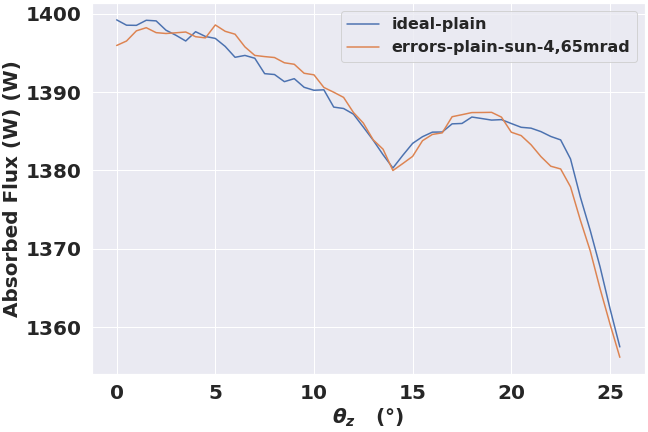 1400
1390
1380
1370
1360
Absorbed Flux (W) (W)
ideal-plain
errors-plain-sun-4,65mrad
0 5 10 15 20 25
θz (°)